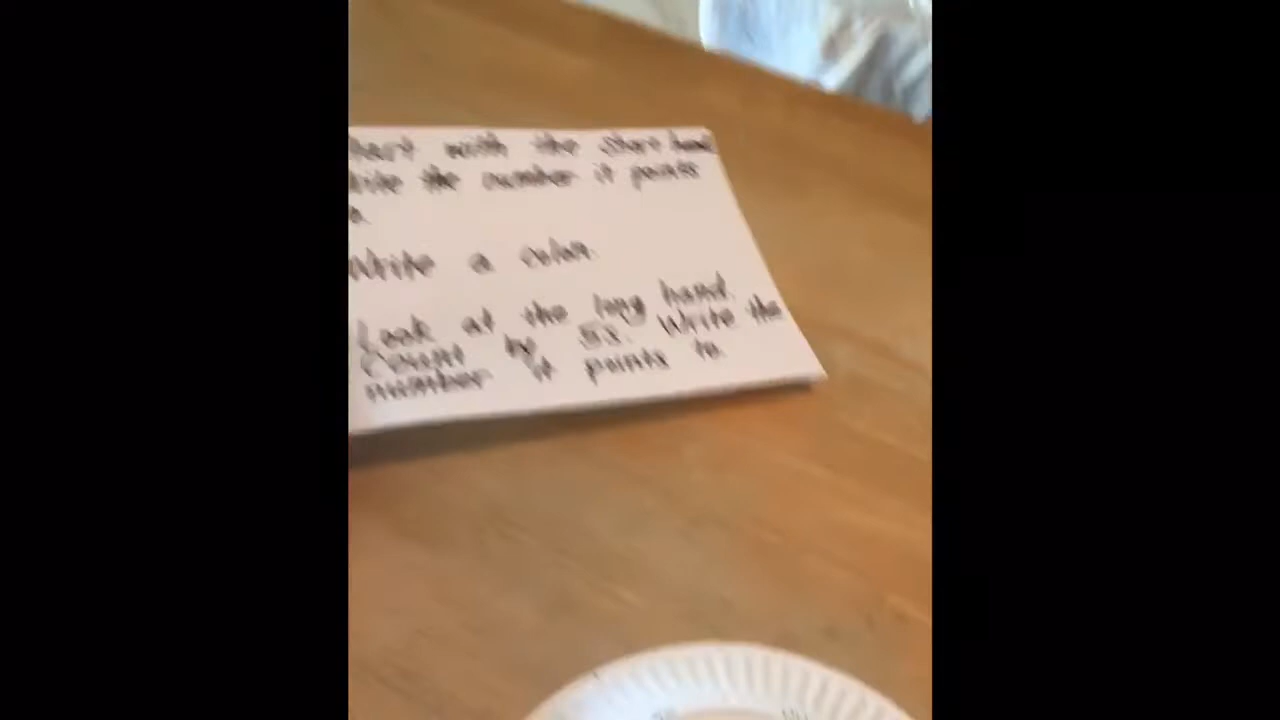 Start with the short hand
Write the number it points
to.
Write a colon.
Look at the long hand.
Count by 5s. Write the
number it points to.